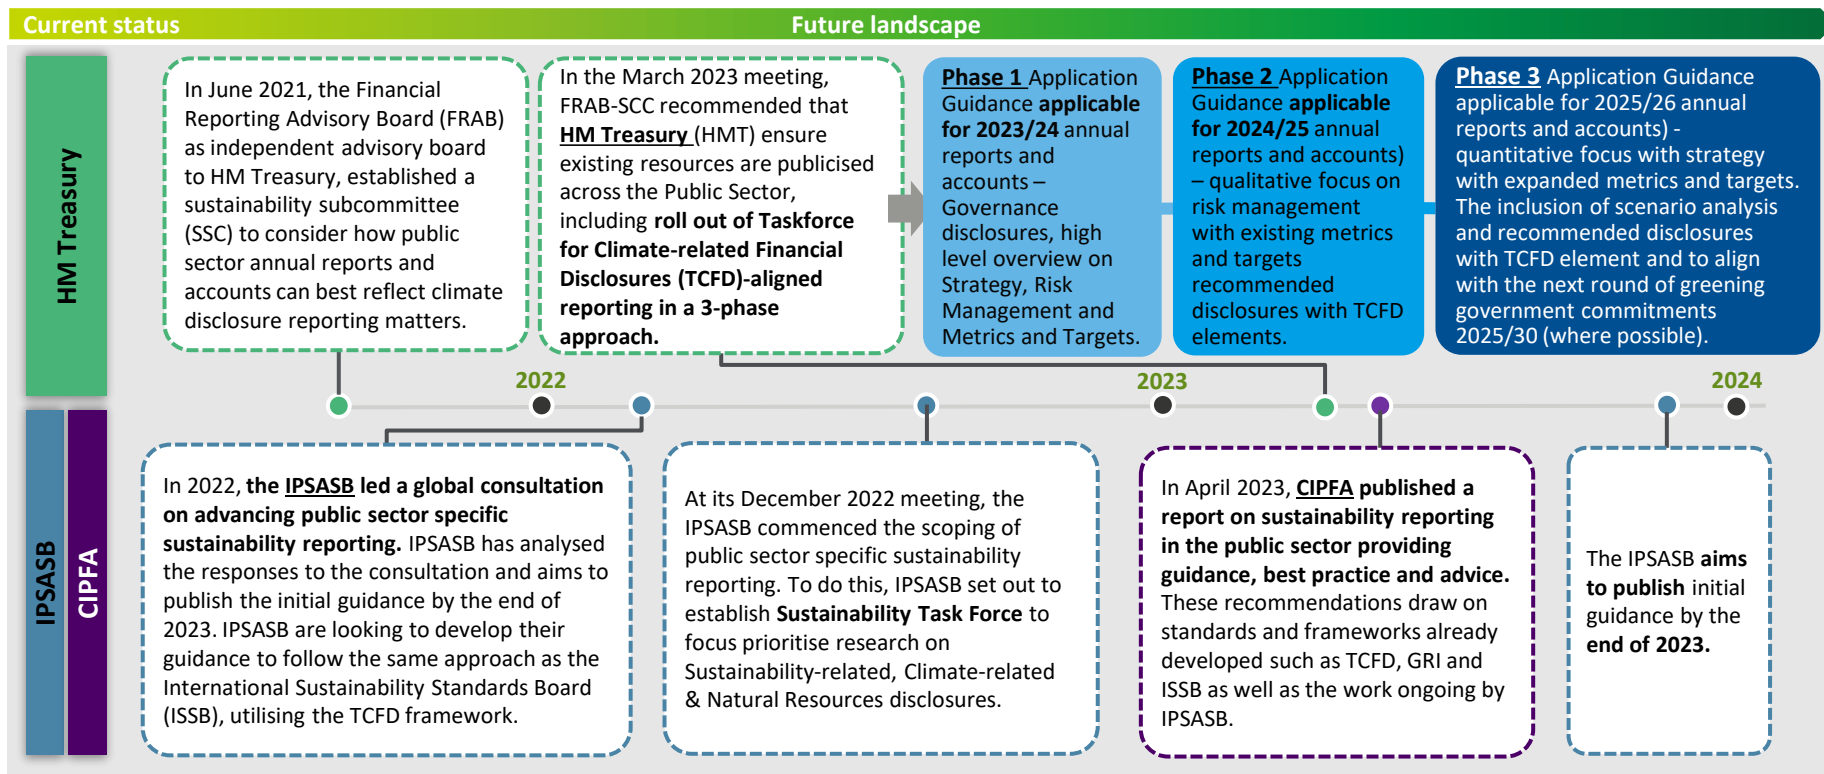 Current status
Future landscape
HM Treasury
In June 2021, the Financial
Reporting Advisory Board (FRAB)
as independent advisory board
to HM Treasury, established a
sustainability subcommittee
(SSC) to consider how public
sector annual reports and
accounts can best reflect climate
disclosure reporting matters.
In the March 2023 meeting,
FRAB-SCC recommended that
HM Treasury (HMT) ensure
existing resources are publicised
across the Public Sector,
including roll out of Taskforce
for Climate-related Financial
Disclosures (TCFD)-aligned
reporting in a 3-phase
approach.
Phase 1 Application
Guidance applicable
for 2023/24 annual
reports and
accounts –
Governance
disclosures, high
level overview on
Strategy, Risk
Management and
Metrics and Targets.
Phase 2 Application
Guidance applicable
for 2024/25 annual
reports and accounts)
– qualitative focus on
risk management
with existing metrics
and targets
recommended
disclosures with TCFD
elements.
Phase 3 Application Guidance
applicable for 2025/26 annual
reports and accounts) -
quantitative focus with strategy
with expanded metrics and targets.
The inclusion of scenario analysis
and recommended disclosures
with TCFD element and to align
with the next round of greening
government commitments
2025/30 (where possible).
2022
2023
2024
IPSASB
CIPFA
In 2022, the IPSASB led a global consultation
on advancing public sector specific
sustainability reporting. IPSASB has analysed
the responses to the consultation and aims to
publish the initial guidance by the end of
2023. IPSASB are looking to develop their
guidance to follow the same approach as the
International Sustainability Standards Board
(ISSB), utilising the TCFD framework.
At its December 2022 meeting, the
IPSASB commenced the scoping of
public sector specific sustainability
reporting. To do this, IPSASB set out to
establish Sustainability Task Force to
focus prioritise research on
Sustainability-related, Climate-related
& Natural Resources disclosures.
In April 2023, CIPFA published a
report on sustainability reporting
in the public sector providing
guidance, best practice and advice.
These recommendations draw on
standards and frameworks already
developed such as TCFD, GRI and
ISSB as well as the work ongoing by
IPSASB.
The IPSASB aims
to publish initial
guidance by the
end of 2023.